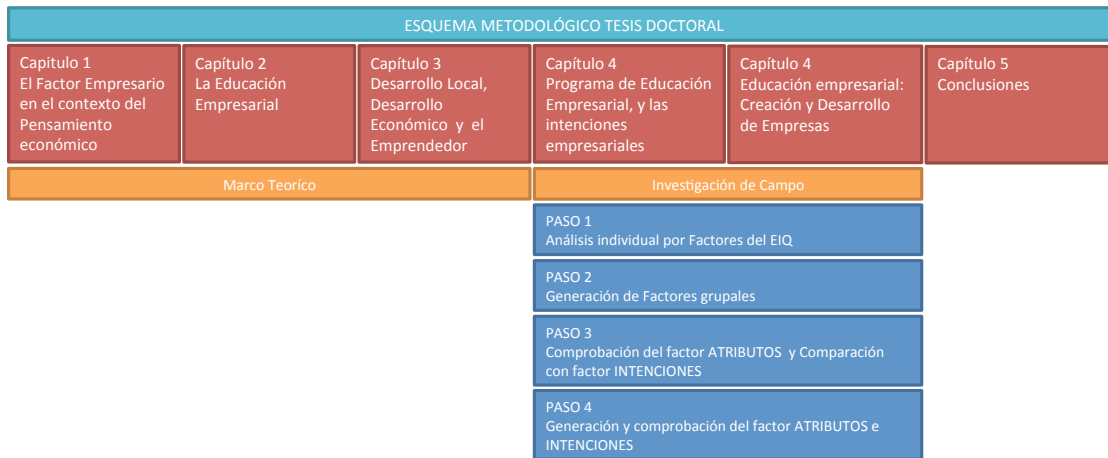 ESQUEMA METODOLÓGICO TESIS DOCTORAL
Capitulo 1
El Factor Empresario
en el contexto del
Pensamiento
económico
Capítulo 2
La Educación
Empresarial
Capítulo 3
Desarrollo Local,
Desarrollo
Económico y el
Emprendedor
Capítulo 4
Programa de Educación
Empresarial, y las
intenciones
empresariales
Capítulo 4
Educación empresarial:
Creación y Desarrollo
de Empresas
Capítulo 5
Conclusiones
Marco Teoríco
Investigación de Campo
PASO 1
Análisis individual por Factores del EIQ
PASO 2
Generación de Factores grupales
PASO 3
Comprobación del factor ATRIBUTOS y Comparación
con factor INTENCIONES
PASO 4
Generación y comprobación del factor ATRIBUTOS e
INTENCIONES